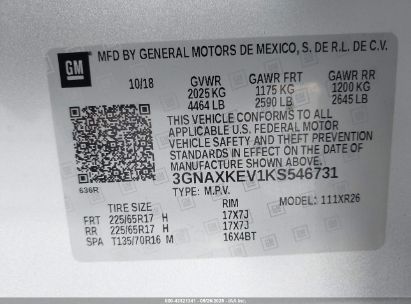 GM
MFD BY GENERAL MOTORS DE MEXICO, S. DE R.L. DE C.V.
10/18 GVWR GAWR FRT GAWR RR
2025 KG 1175 KG 1200 KG
4464 LB 2590 LB 2645 LB
THIS VEHICLE CONFORMS TO ALL
APPLICABLE U.S. FEDERAL MOTOR
VEHICLE SAFETY AND THEFT PREVENTION
STANDARDS IN EFFECT ON THE DATE OF
MANUFACTURE SHOWN ABOVE.
3GNAXKEV1KS546731
636R
TYPE: M.P.V.
TIRE SIZE RIM MODEL: 111XR26
FRT 225/65R17 H 17X7J
RR 225/65R17 H 17X7J
SPA T135/70R16 M 16X4BT